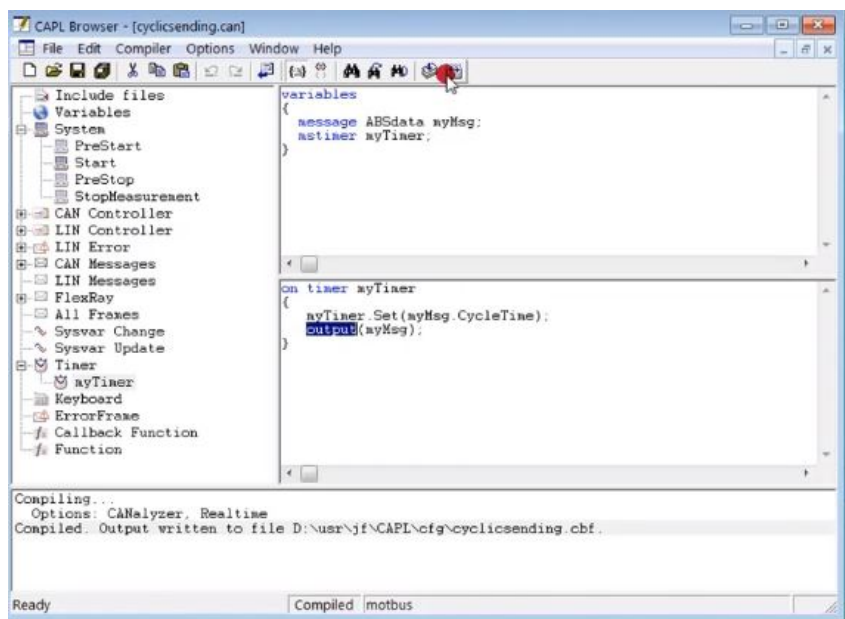 CAPL Browser - [cyclicsending.can]
File Edit Compiler Options Window Help
Include files
Variables
System
PreStart
Start
PreStop
StopMeasurement
CAN Controller
LIN Controller
LIN Error
CAN Messages
LIN Messages
FlexRay
All Frames
Sysvar Change
Sysvar Update
Timer
myTimer
Keyboard
ErrorFrame
Callback Function
Function
variables
{
message ABSdata myMsg;
mstimer myTimer;
}
on timer myTimer
{
myTimer.Set(myMsg.CycleTime);
output(myMsg);
}
Compiling...
Options: CANalyzer, Realtime
Compiled. Output written to file D:\usr\jf\CAPL\cfg\cyclicsending.cbf.
Ready Compiled motbus